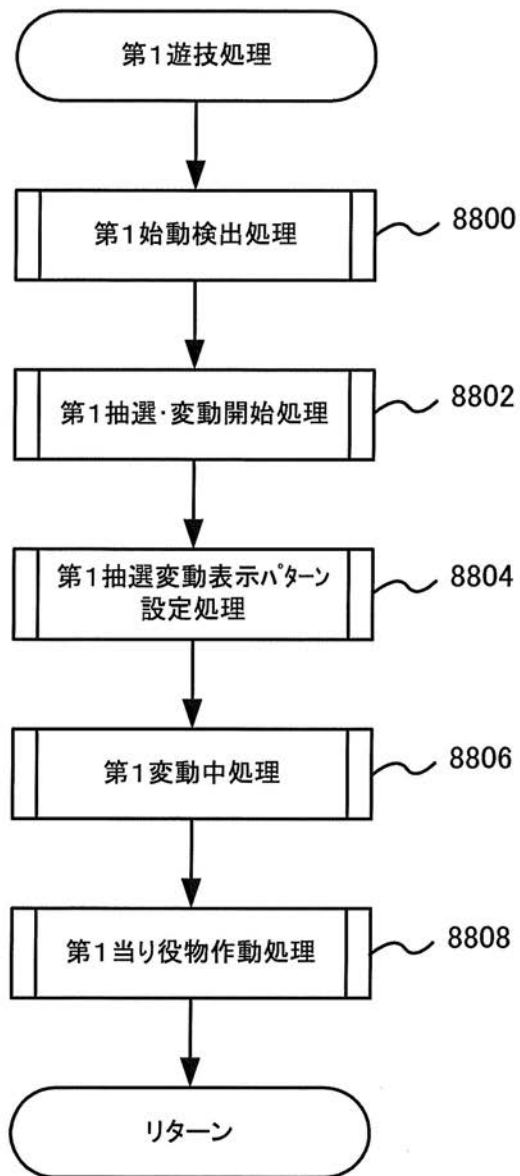 第1遊技処理
第1始動検出処理
8800
第1抽選・変動開始処理
8802
第1抽選変動表示ﾊﾟﾀｰﾝ
設定処理
8804
第1変動中処理
8806
第1当り役物作動処理
8808
リターン